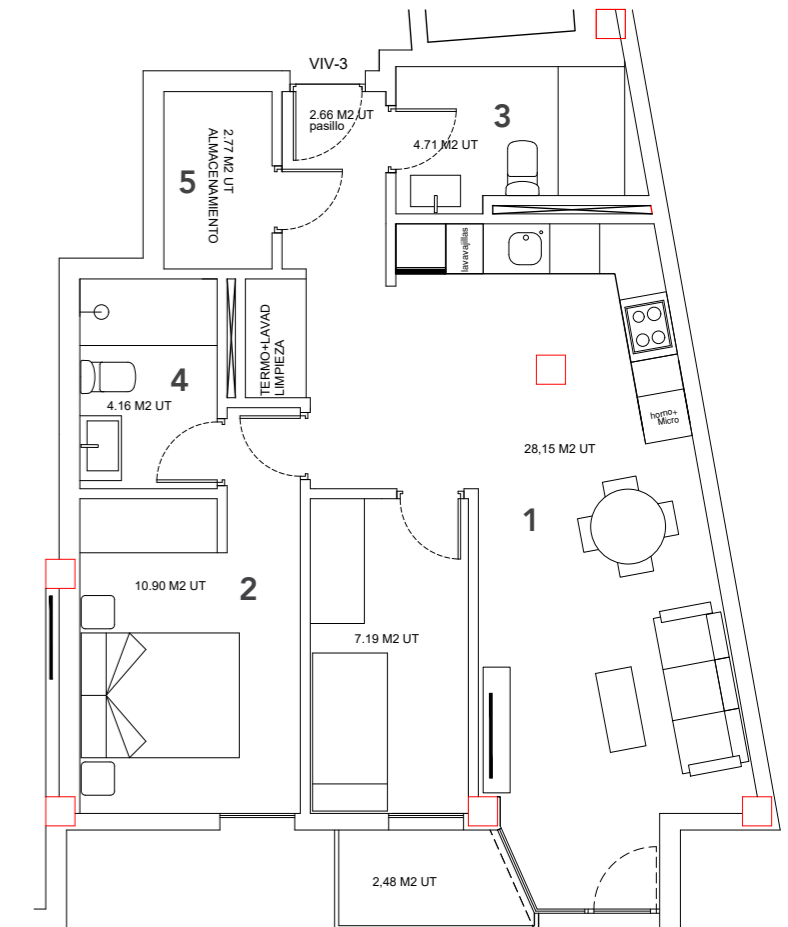 VIV-3
2.66 M2 UT
pasillo
3
4.71 M2 UT
2.77 M2 UT
ALMACENAMIENTO
5
lavavajillas
TERMO+LAVAD
LIMPIEZA
4
4.16 M2 UT
horno+
Micro
28,15 M2 UT
1
10.90 M2 UT
2
7.19 M2 UT
2,48 M2 UT